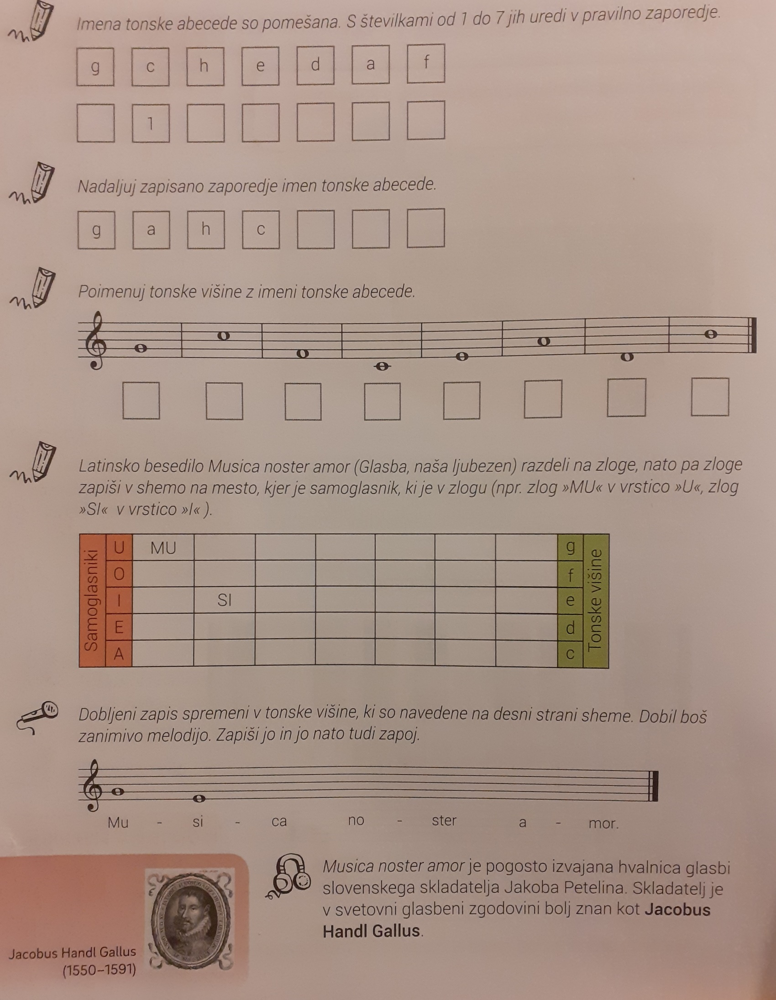 Imena tonske abecede so pomešana. S številkami od 1 do 7 jih uredi v pravilno zaporedje.
g c h e d a f
1
Nadaljuj zapisano zaporedje imen tonske abecede.
g a h c
Poimenuj tonske višine z imeni tonske abecede.
Latinsko besedilo Musica noster amor (Glasba, naša ljubezen) razdeli na zloge, nato pa zloge
zapiši v shemo na mesto, kjer je samoglasnik, ki je v zlogu (npr. zlog »MU« v vrstico »U«, zlog
»SI« v vrstico »I« ).
Samoglasniki
U MU g
O f
I SI e
E d
A c
Tonske višine
Dobljeni zapis spremeni v tonske višine, ki so navedene na desni strani sheme. Dobil boš
zanimivo melodijo. Zapiši jo in jo nato tudi zapoj.
Mu - si - ca no - ster a - mor.
Musica noster amor je pogosto izvajana hvalnica glasbi
slovenskega skladatelja Jakoba Petelina. Skladatelj je
v svetovni glasbeni zgodovini bolj znan kot Jacobus
Handl Gallus.
Jacobus Handl Gallus
(1550–1591)